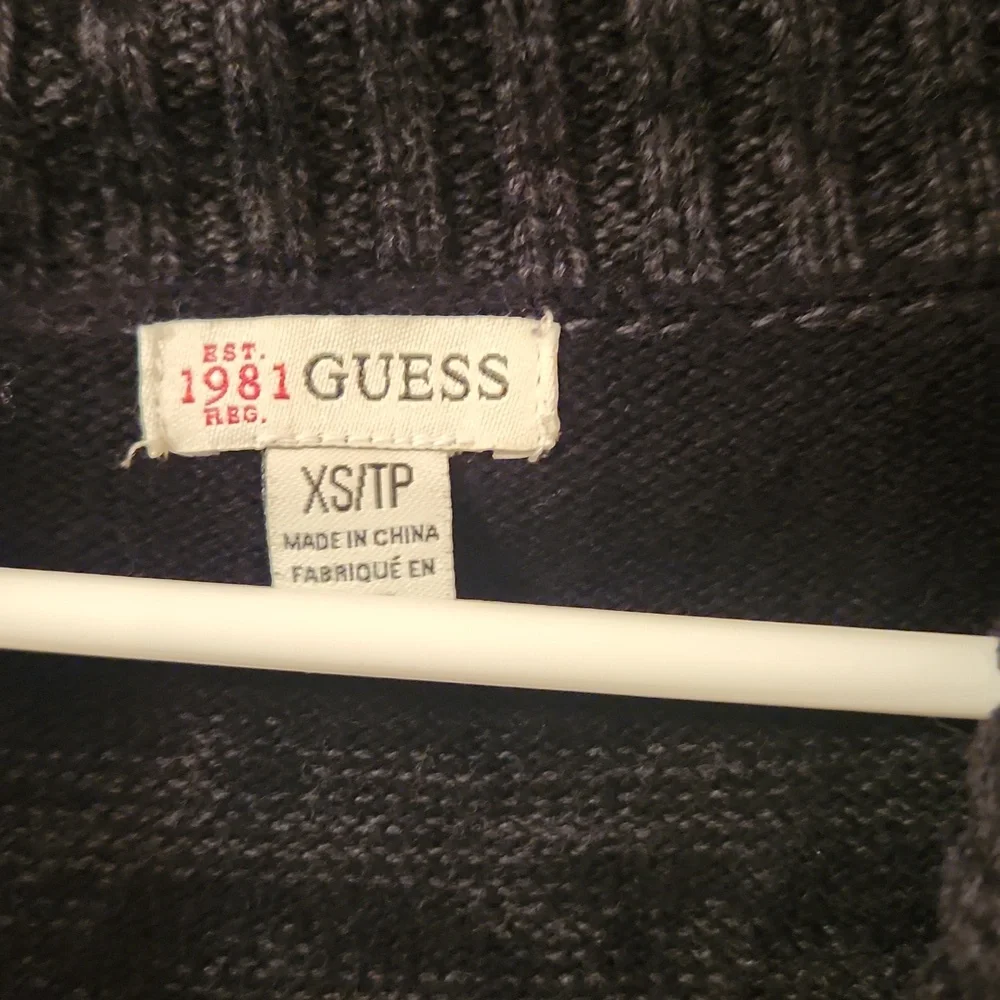 EST.
1981 GUESS
REG.
XS/TP
MADE IN CHINA
FABRIQUÉ EN